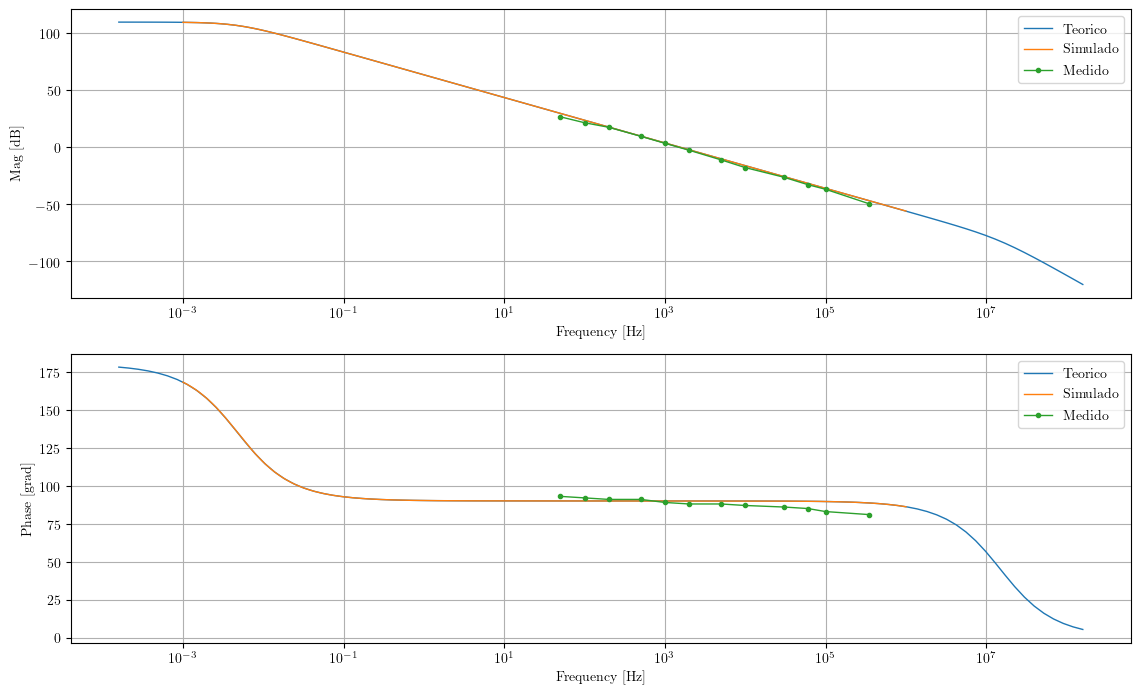 100
50
0
−50
−100
Mag [dB]
Teorico
Simulado
Medido
10⁻³
10⁻¹
10¹
10³
10⁵
10⁷
Frequency [Hz]
175
150
125
100
75
50
25
0
Phase [grad]
Teorico
Simulado
Medido
10⁻³
10⁻¹
10¹
10³
10⁵
10⁷
Frequency [Hz]